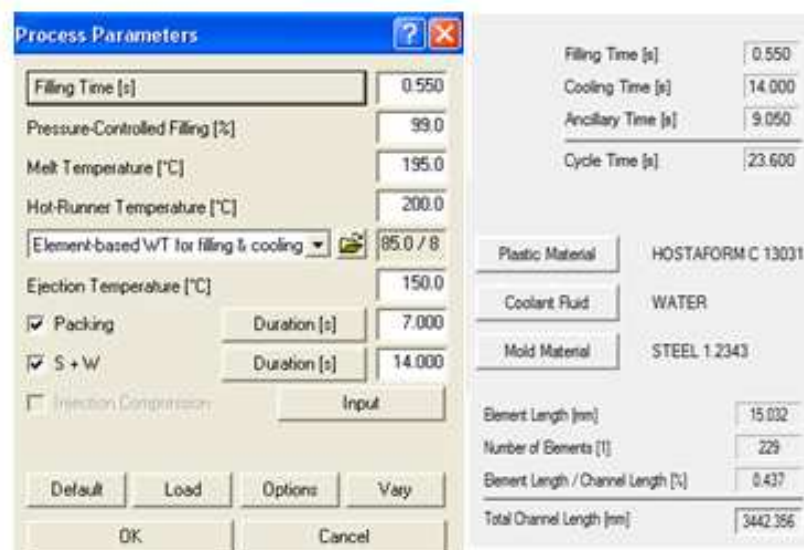 Process Parameters
Filling Time [s] 0.550
Pressure-Controlled Filling [%] 99.0
Melt Temperature [°C] 195.0
Hot-Runner Temperature [°C] 200.0
Element-based WT for filling & cooling 85.0 / 8
Ejection Temperature [°C] 150.0
Packing Duration [s] 7.000
S + W Duration [s] 14.000
Injection Compression Input
Default Load Options Vary
OK Cancel
Filling Time [s] 0.550
Cooling Time [s] 14.000
Ancillary Time [s] 9.050
Cycle Time [s] 23.600
Plastic Material HOSTAFORM C 13031
Coolant Fluid WATER
Mold Material STEEL 1.2343
Element Length [mm] 15.032
Number of Elements [1] 229
Element Length / Channel Length [%] 0.437
Total Channel Length [mm] 3442.356